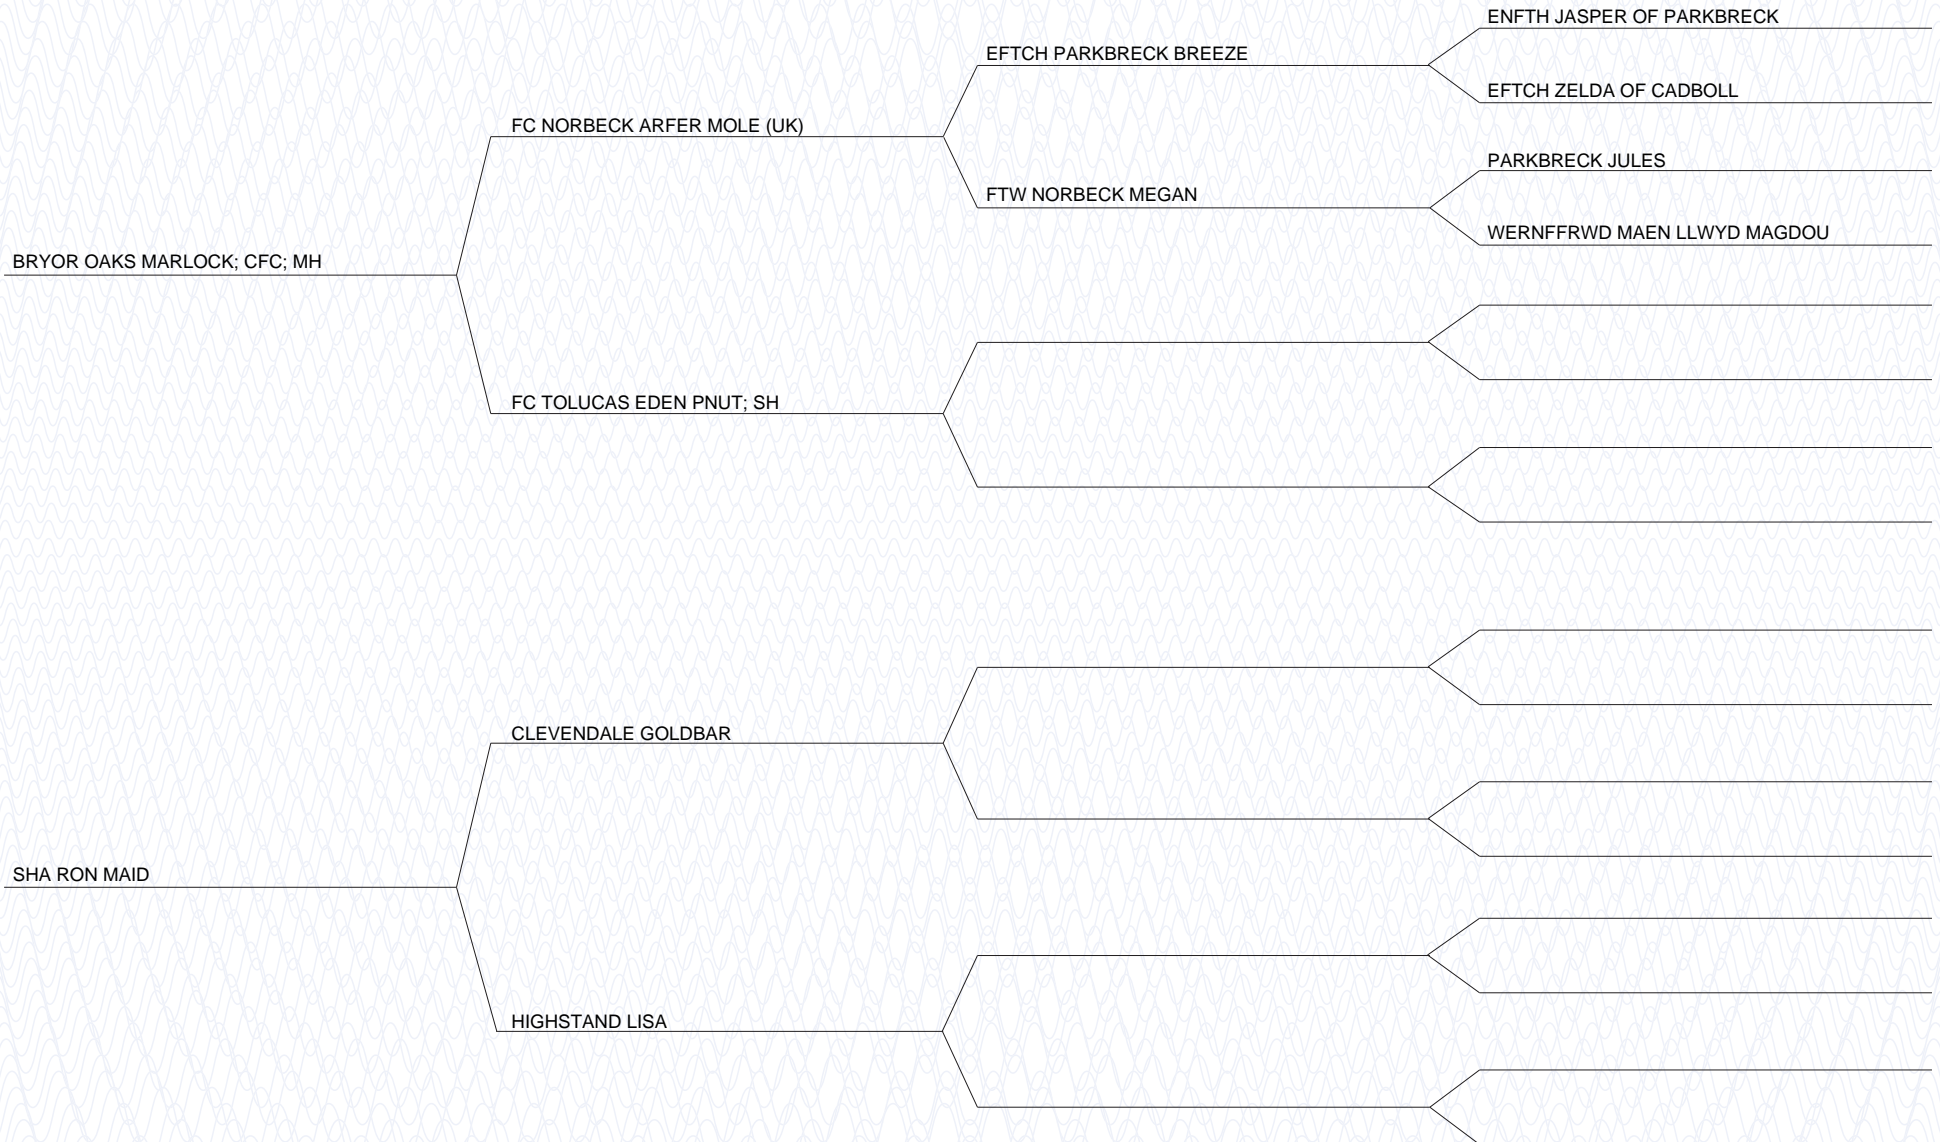 ENFTH JASPER OF PARKBRECK
EFTCH PARKBRECK BREEZE
EFTCH ZELDA OF CADBOLL
FC NORBECK ARFER MOLE (UK)
PARKBRECK JULES
FTW NORBECK MEGAN
WERNFFRWD MAEN LLWYD MAGDOU
BRYOR OAKS MARLOCK; CFC; MH
FC TOLUCAS EDEN PNUT; SH
CLEVENDALE GOLDBAR
SHA RON MAID
HIGHSTAND LISA